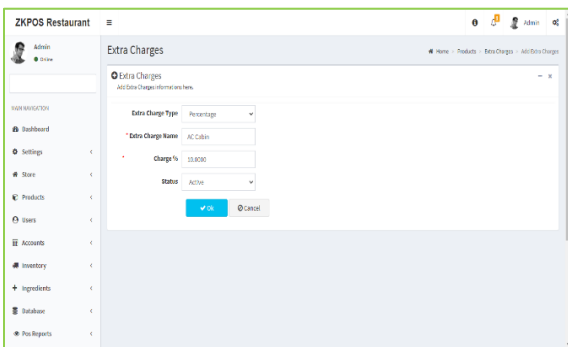 ZKPOS Restaurant
Admin
Admin
Online
Extra Charges
Home > Products > Extra Charges > Add Extra Charges
Extra Charges
Add Extra Charges informations here.
MAIN NAVIGATION
Dashboard
Settings
Store
Products
Users
Accounts
Inventory
Ingredients
Database
Pos Reports
Extra Charge Type Percentage
* Extra Charge Name AC Cabin
* Charge % 10.0000
Status Active
Ok Cancel